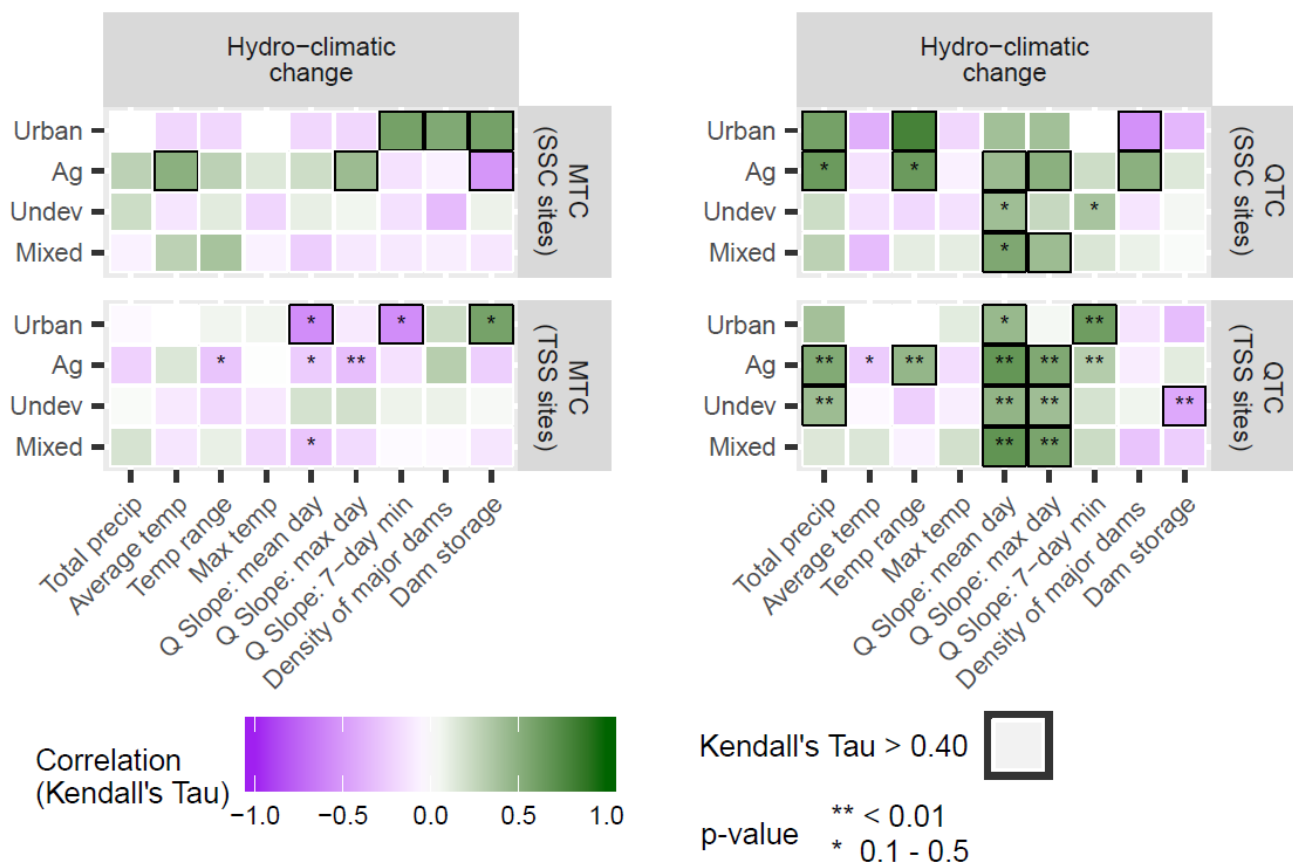 Hydro−climatic
change
Urban
Ag
Undev
Mixed
MTC
(SSC sites)
Urban
*
*
*
Ag
*
*
**
Undev
Mixed
*
MTC
(TSS sites)
Total precip
Average temp
Temp range
Max temp
Q Slope: mean day
Q Slope: max day
Q Slope: 7−day min
Density of major dams
Dam storage
Hydro−climatic
change
Urban
Ag
*
*
Undev
*
*
Mixed
*
QTC
(SSC sites)
Urban
*
**
Ag
**
*
**
**
**
**
Undev
**
**
**
**
Mixed
**
**
QTC
(TSS sites)
Total precip
Average temp
Temp range
Max temp
Q Slope: mean day
Q Slope: max day
Q Slope: 7−day min
Density of major dams
Dam storage
Correlation
(Kendall's Tau)
−1.0 −0.5 0.0 0.5 1.0
Kendall's Tau > 0.40
p-value
** < 0.01
* 0.1 - 0.5